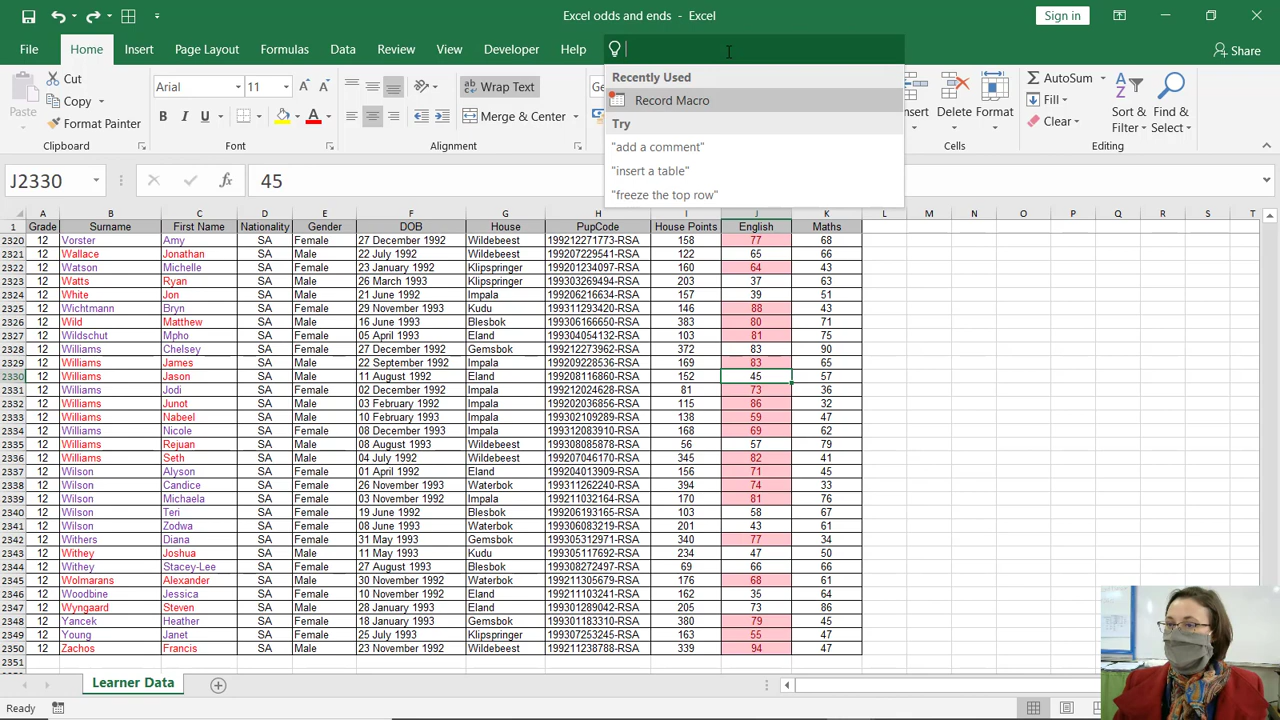 Excel odds and ends - Excel
Sign in
File Home Insert Page Layout Formulas Data Review View Developer Help
Share
Recently Used
Record Macro
Try
"add a comment"
"insert a table"
"freeze the top row"
Paste
Cut
Copy
Format Painter
Clipboard
Arial 11
B I U
Font
Wrap Text
Merge & Center
Alignment
Ge
Insert Delete Format
Cells
AutoSum
Fill
Clear
Sort & Filter
Find & Select
Editing
J2330 fx 45
A B C D E F G H I J K L M N O P Q R S T
1 Grade Surname First Name Nationality Gender DOB House PupCode House Points English Maths
2320 12 Vorster Amy SA Female 27 December 1992 Wildebeest 199212271773-RSA 158 77 68
2321 12 Wallace Jonathan SA Male 22 July 1992 Wildebeest 199207229541-RSA 122 65 66
2322 12 Watson Michelle SA Female 23 January 1992 Klipspringer 199201234097-RSA 160 64 43
2323 12 Watts Ryan SA Male 26 March 1993 Klipspringer 199303269494-RSA 203 37 63
2324 12 White Jon SA Male 21 June 1992 Impala 199206216634-RSA 157 39 51
2325 12 Wichtmann Bryn SA Female 29 November 1993 Kudu 199311293420-RSA 146 88 43
2326 12 Wild Matthew SA Male 16 June 1993 Blesbok 199306166650-RSA 383 80 71
2327 12 Wildschut Mpho SA Female 05 April 1993 Eland 199304054132-RSA 103 81 75
2328 12 Williams Chelsey SA Female 27 December 1992 Gemsbok 199212273962-RSA 372 83 90
2329 12 Williams James SA Male 22 September 1992 Impala 199209228536-RSA 169 83 65
2330 12 Williams Jason SA Male 11 August 1992 Eland 199208116860-RSA 152 45 57
2331 12 Williams Jodi SA Female 02 December 1992 Gemsbok 199212024628-RSA 81 73 36
2332 12 Williams Junot SA Male 03 February 1992 Impala 199202036856-RSA 115 86 32
2333 12 Williams Nabeel SA Male 10 February 1993 Impala 199302109289-RSA 138 59 47
2334 12 Williams Nicole SA Female 08 December 1993 Impala 199312081130-RSA 168 69 62
2335 12 Williams Rejuan SA Male 08 August 1993 Wildebeest 199308085878-RSA 56 57 79
2336 12 Williams Seth SA Male 04 July 1992 Wildebeest 199207046670-RSA 345 82 41
2337 12 Wilson Alyson SA Female 01 April 1992 Eland 199204013909-RSA 156 71 45
2338 12 Wilson Candice SA Female 26 November 1993 Waterbok 199311262240-RSA 394 74 33
2339 12 Wilson Michaela SA Female 03 November 1992 Impala 199211032164-RSA 170 81 76
2340 12 Wilson Teri SA Female 19 June 1992 Blesbok 199206193165-RSA 103 58 67
2341 12 Wilson Zodwa SA Female 08 June 1993 Waterbok 199306083219-RSA 201 43 61
2342 12 Withers Diana SA Female 31 May 1993 Gemsbok 199305312971-RSA 340 77 34
2343 12 Withey Joshua SA Male 11 May 1993 Kudu 199305117692-RSA 234 47 50
2344 12 Withey Stacey-Lee SA Female 27 August 1993 Blesbok 199308272497-RSA 69 66 66
2345 12 Wolmarans Alexander SA Male 30 November 1992 Waterbok 199211305679-RSA 176 68 61
2346 12 Woodbine Jessica SA Female 10 November 1992 Eland 199211103241-RSA 232 35 64
2347 12 Wyngaard Steven SA Male 28 January 1993 Eland 199301289042-RSA 205 73 86
2348 12 Yancek Heather SA Female 18 January 1993 Gemsbok 199301183030-RSA 380 79 45
2349 12 Young Janet SA Female 25 July 1993 Klipspringer 199307253245-RSA 163 55 47
2350 12 Zachos Francis SA Male 23 November 1992 Impala 199211238788-RSA 339 94 47
2351
Learner Data
Ready